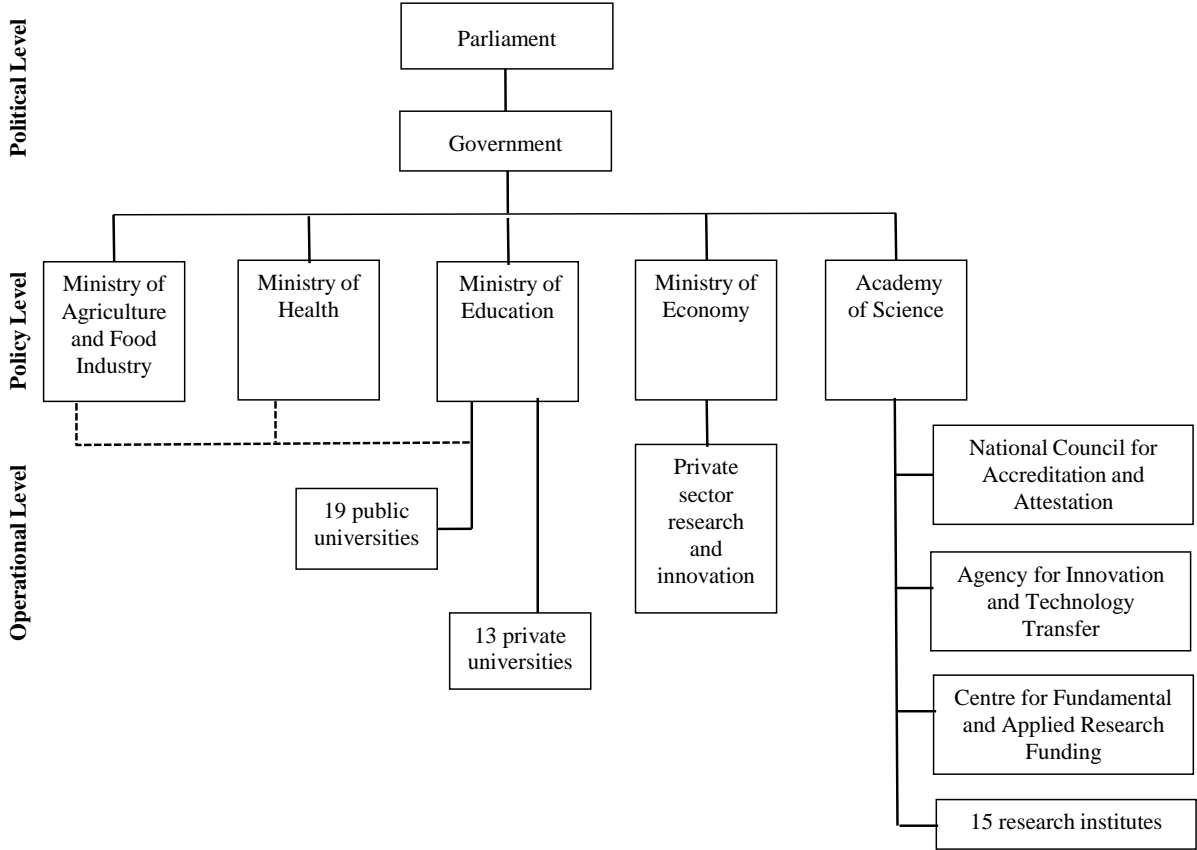 Political Level
Parliament
Government
Policy Level
Ministry of
Agriculture
and Food
Industry
Ministry of
Health
Ministry of
Education
Ministry of
Economy
Academy
of Science
Operational Level
19 public
universities
13 private
universities
Private
sector
research
and
innovation
National Council for
Accreditation and
Attestation
Agency for Innovation
and Technology
Transfer
Centre for Fundamental
and Applied Research
Funding
15 research institutes